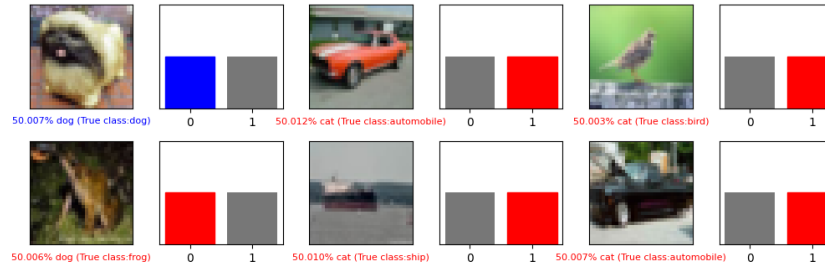 50.007% dog (True class:dog)
0 1
50.012% cat (True class:automobile)
0 1
50.003% cat (True class:bird)
0 1
50.006% dog (True class:frog)
0 1
50.010% cat (True class:ship)
0 1
50.007% cat (True class:automobile)
0 1